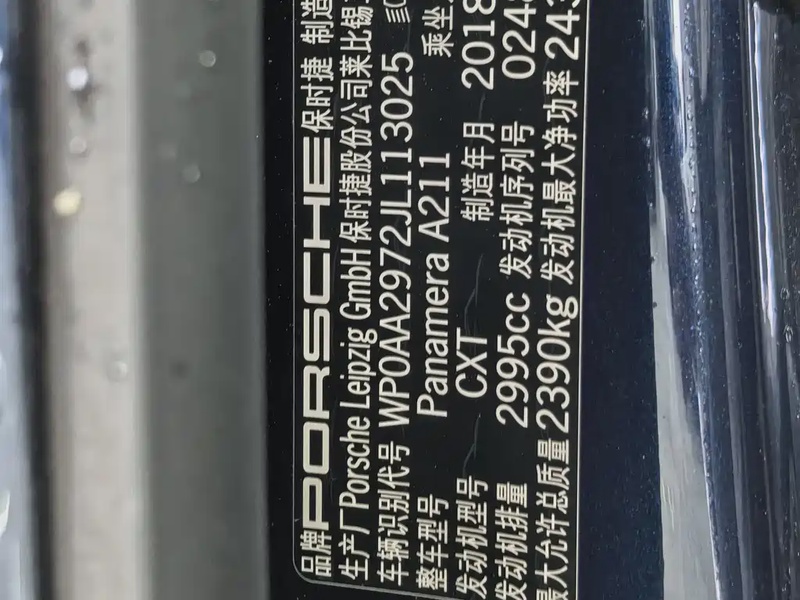 品牌 PORSCHE 保时捷 制造
生产厂 Porsche Leipzig GmbH 保时捷股份公司莱比锡
车辆识别代号 WP0AA2972JL113025
整车型号 Panamera A211 乘坐
发动机型号 CXT 制造年月 2018
发动机排量 2995cc 发动机序列号 024
最大允许总质量 2390kg 发动机最大净功率 243